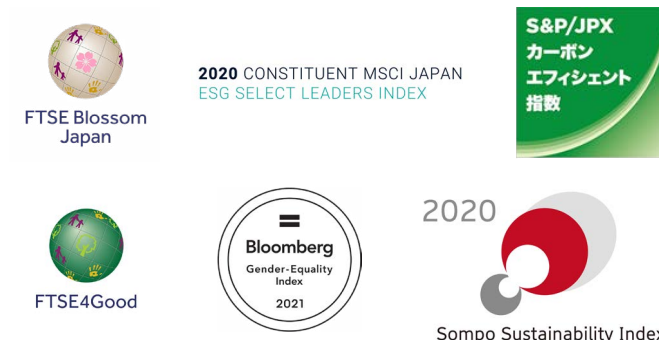 FTSE Blossom
Japan
2020 CONSTITUENT MSCI JAPAN
ESG SELECT LEADERS INDEX
S&P/JPX
カーボン
エフィシェント
指数
FTSE4Good
Bloomberg
Gender-Equality
Index
2021
2020
Sompo Sustainability Index